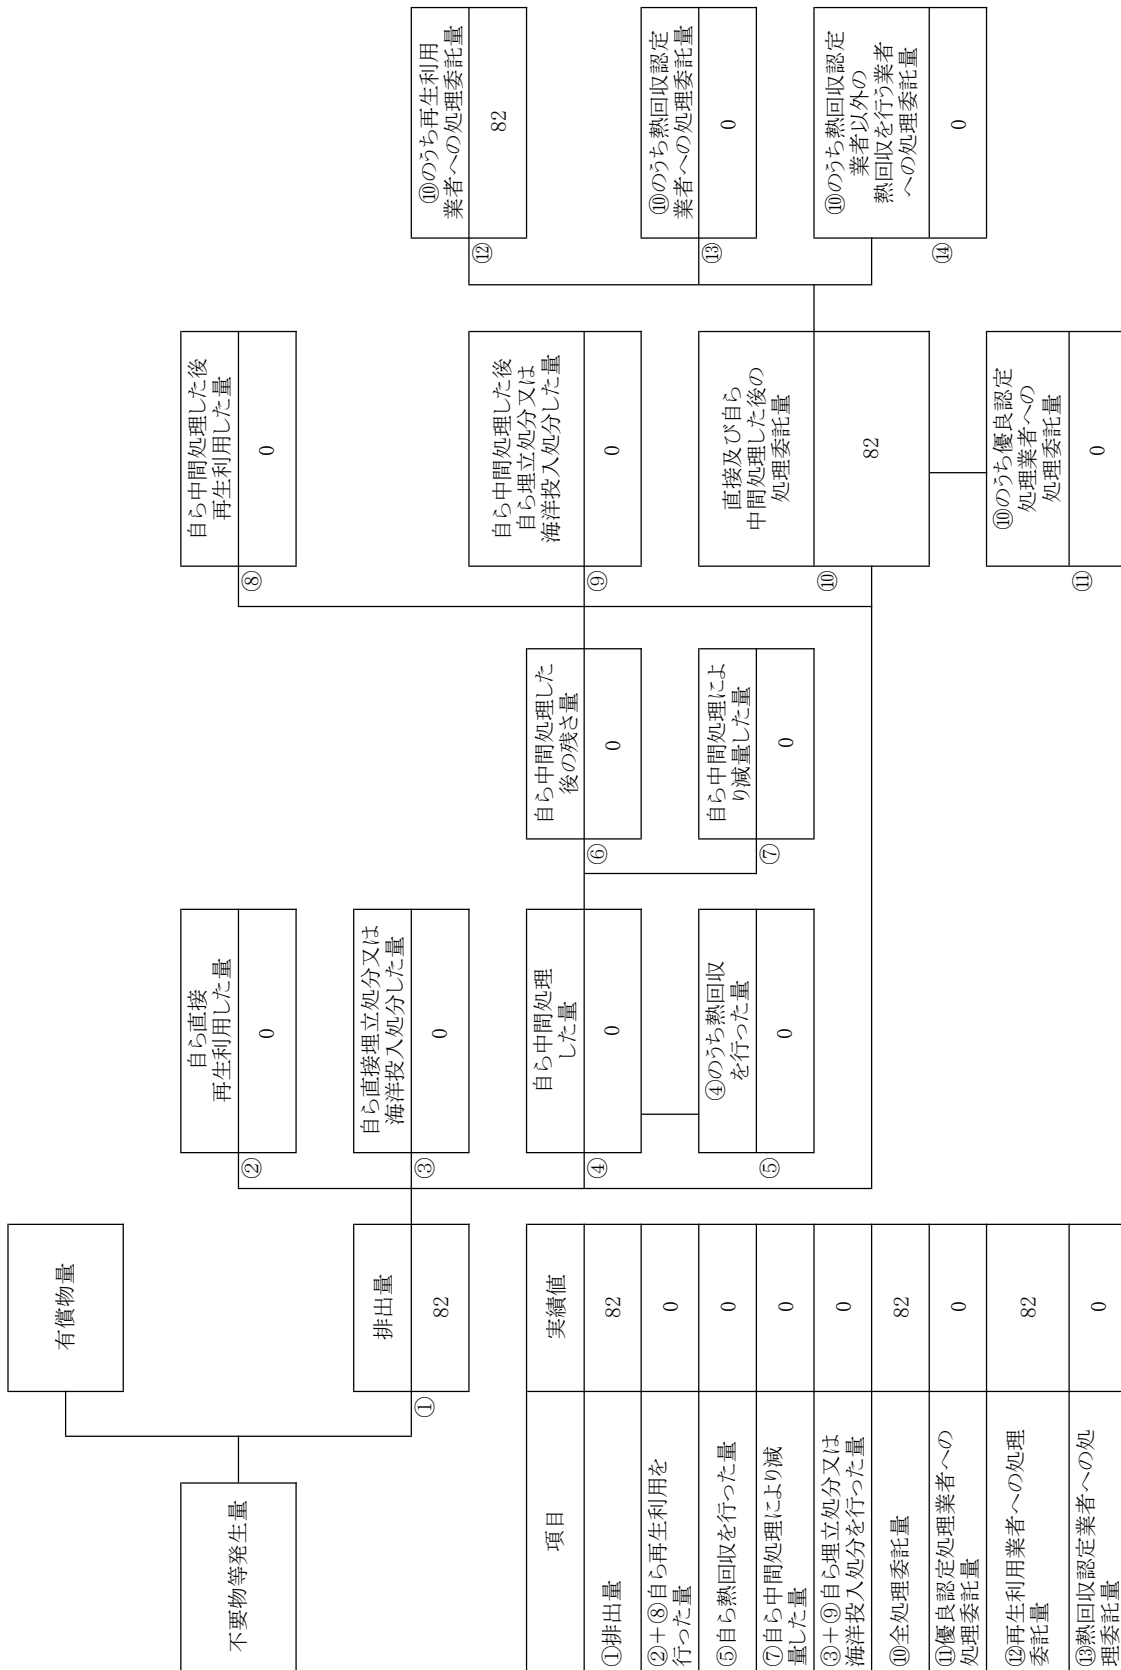 不要物等発生量
有償物量
①
排出量
82
②
自ら直接
再生利用した量
0
③
自ら直接埋立処分又は
海洋投入処分した量
0
④
自ら中間処理
した量
0
⑤
④のうち熱回収
を行った量
0
⑥
自ら中間処理した
後の残さ量
0
⑦
自ら中間処理によ
り減量した量
0
⑧
自ら中間処理した後
再生利用した量
0
⑨
自ら中間処理した後
自ら埋立処分又は
海洋投入処分した量
0
⑩
直接及び自ら
中間処理した後の
処理委託量
82
⑪
⑩のうち優良認定
処理業者への
処理委託量
0
⑫
⑩のうち再生利用
業者への処理委託量
82
⑬
⑩のうち熱回収認定
業者への処理委託量
0
⑭
⑩のうち熱回収認定
業者以外の
熱回収を行う業者
への処理委託量
0
項目
実績値
①排出量
82
②+⑧自ら再生利用を
行った量
0
⑤自ら熱回収を行った量
0
⑦自ら中間処理により減
量した量
0
③+⑨自ら埋立処分又は
海洋投入処分を行った量
0
⑩全処理委託量
82
⑪優良認定処理業者への
処理委託量
0
⑫再生利用業者への処理
委託量
82
⑬熱回収認定業者への処
理委託量
0